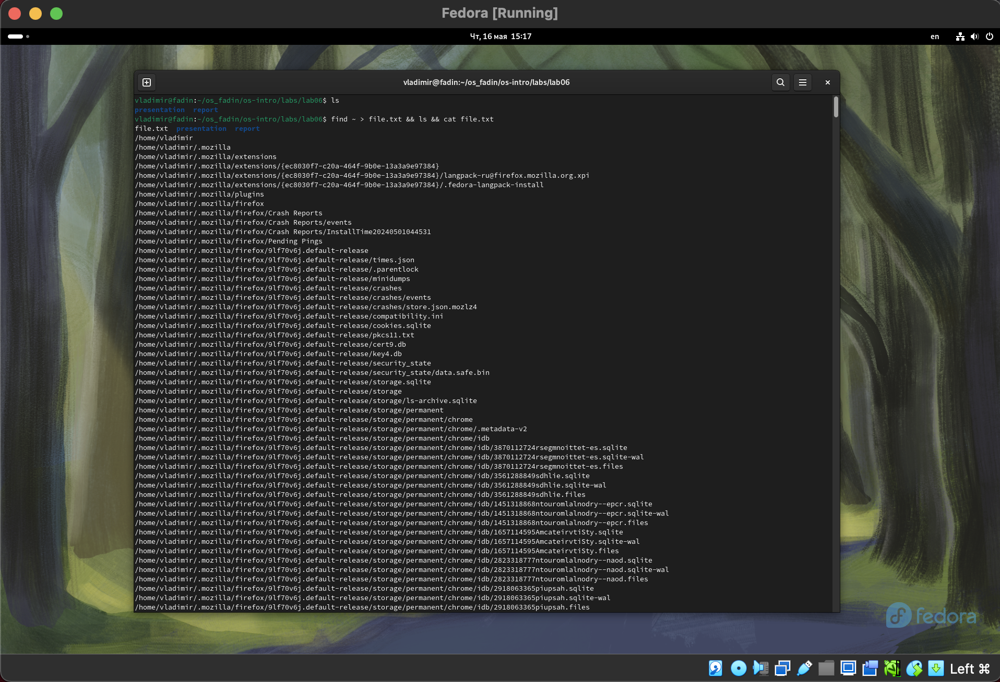 Fedora [Running]
Чт, 16 мая 15:17
en
vladimir@fadin:~/os_fadin/os-intro/labs/lab06
vladimir@fadin:~/os_fadin/os-intro/labs/lab06$ ls
presentation report
vladimir@fadin:~/os_fadin/os-intro/labs/lab06$ find ~ > file.txt && ls && cat file.txt
file.txt presentation report
/home/vladimir
/home/vladimir/.mozilla
/home/vladimir/.mozilla/extensions
/home/vladimir/.mozilla/extensions/{ec8030f7-c20a-464f-9b0e-13a3a9e97384}
/home/vladimir/.mozilla/extensions/{ec8030f7-c20a-464f-9b0e-13a3a9e97384}/langpack-ru@firefox.mozilla.org.xpi
/home/vladimir/.mozilla/extensions/{ec8030f7-c20a-464f-9b0e-13a3a9e97384}/.fedora-langpack-install
/home/vladimir/.mozilla/plugins
/home/vladimir/.mozilla/firefox
/home/vladimir/.mozilla/firefox/Crash Reports
/home/vladimir/.mozilla/firefox/Crash Reports/events
/home/vladimir/.mozilla/firefox/Crash Reports/InstallTime20240501044531
/home/vladimir/.mozilla/firefox/Pending Pings
/home/vladimir/.mozilla/firefox/9lf70v6j.default-release
/home/vladimir/.mozilla/firefox/9lf70v6j.default-release/times.json
/home/vladimir/.mozilla/firefox/9lf70v6j.default-release/.parentlock
/home/vladimir/.mozilla/firefox/9lf70v6j.default-release/minidumps
/home/vladimir/.mozilla/firefox/9lf70v6j.default-release/crashes
/home/vladimir/.mozilla/firefox/9lf70v6j.default-release/crashes/events
/home/vladimir/.mozilla/firefox/9lf70v6j.default-release/crashes/store.json.mozlz4
/home/vladimir/.mozilla/firefox/9lf70v6j.default-release/compatibility.ini
/home/vladimir/.mozilla/firefox/9lf70v6j.default-release/cookies.sqlite
/home/vladimir/.mozilla/firefox/9lf70v6j.default-release/pkcs11.txt
/home/vladimir/.mozilla/firefox/9lf70v6j.default-release/cert9.db
/home/vladimir/.mozilla/firefox/9lf70v6j.default-release/key4.db
/home/vladimir/.mozilla/firefox/9lf70v6j.default-release/security_state
/home/vladimir/.mozilla/firefox/9lf70v6j.default-release/security_state/data.safe.bin
/home/vladimir/.mozilla/firefox/9lf70v6j.default-release/storage.sqlite
/home/vladimir/.mozilla/firefox/9lf70v6j.default-release/storage
/home/vladimir/.mozilla/firefox/9lf70v6j.default-release/storage/ls-archive.sqlite
/home/vladimir/.mozilla/firefox/9lf70v6j.default-release/storage/permanent
/home/vladimir/.mozilla/firefox/9lf70v6j.default-release/storage/permanent/chrome
/home/vladimir/.mozilla/firefox/9lf70v6j.default-release/storage/permanent/chrome/.metadata-v2
/home/vladimir/.mozilla/firefox/9lf70v6j.default-release/storage/permanent/chrome/idb
/home/vladimir/.mozilla/firefox/9lf70v6j.default-release/storage/permanent/chrome/idb/3870112724rsegmnoittet-es.sqlite
/home/vladimir/.mozilla/firefox/9lf70v6j.default-release/storage/permanent/chrome/idb/3870112724rsegmnoittet-es.sqlite-wal
/home/vladimir/.mozilla/firefox/9lf70v6j.default-release/storage/permanent/chrome/idb/3870112724rsegmnoittet-es.files
/home/vladimir/.mozilla/firefox/9lf70v6j.default-release/storage/permanent/chrome/idb/3561288849sdhlie.sqlite
/home/vladimir/.mozilla/firefox/9lf70v6j.default-release/storage/permanent/chrome/idb/3561288849sdhlie.sqlite-wal
/home/vladimir/.mozilla/firefox/9lf70v6j.default-release/storage/permanent/chrome/idb/3561288849sdhlie.files
/home/vladimir/.mozilla/firefox/9lf70v6j.default-release/storage/permanent/chrome/idb/1451318868ntouromlalnodry--epcr.sqlite
/home/vladimir/.mozilla/firefox/9lf70v6j.default-release/storage/permanent/chrome/idb/1451318868ntouromlalnodry--epcr.sqlite-wal
/home/vladimir/.mozilla/firefox/9lf70v6j.default-release/storage/permanent/chrome/idb/1451318868ntouromlalnodry--epcr.files
/home/vladimir/.mozilla/firefox/9lf70v6j.default-release/storage/permanent/chrome/idb/1657114595AmcateirvtiSty.sqlite
/home/vladimir/.mozilla/firefox/9lf70v6j.default-release/storage/permanent/chrome/idb/1657114595AmcateirvtiSty.sqlite-wal
/home/vladimir/.mozilla/firefox/9lf70v6j.default-release/storage/permanent/chrome/idb/1657114595AmcateirvtiSty.files
/home/vladimir/.mozilla/firefox/9lf70v6j.default-release/storage/permanent/chrome/idb/2823318777ntouromlalnodry--naod.sqlite
/home/vladimir/.mozilla/firefox/9lf70v6j.default-release/storage/permanent/chrome/idb/2823318777ntouromlalnodry--naod.sqlite-wal
/home/vladimir/.mozilla/firefox/9lf70v6j.default-release/storage/permanent/chrome/idb/2823318777ntouromlalnodry--naod.files
/home/vladimir/.mozilla/firefox/9lf70v6j.default-release/storage/permanent/chrome/idb/2918063365piupsah.sqlite
/home/vladimir/.mozilla/firefox/9lf70v6j.default-release/storage/permanent/chrome/idb/2918063365piupsah.sqlite-wal
/home/vladimir/.mozilla/firefox/9lf70v6j.default-release/storage/permanent/chrome/idb/2918063365piupsah.files
fedora
Left ⌘